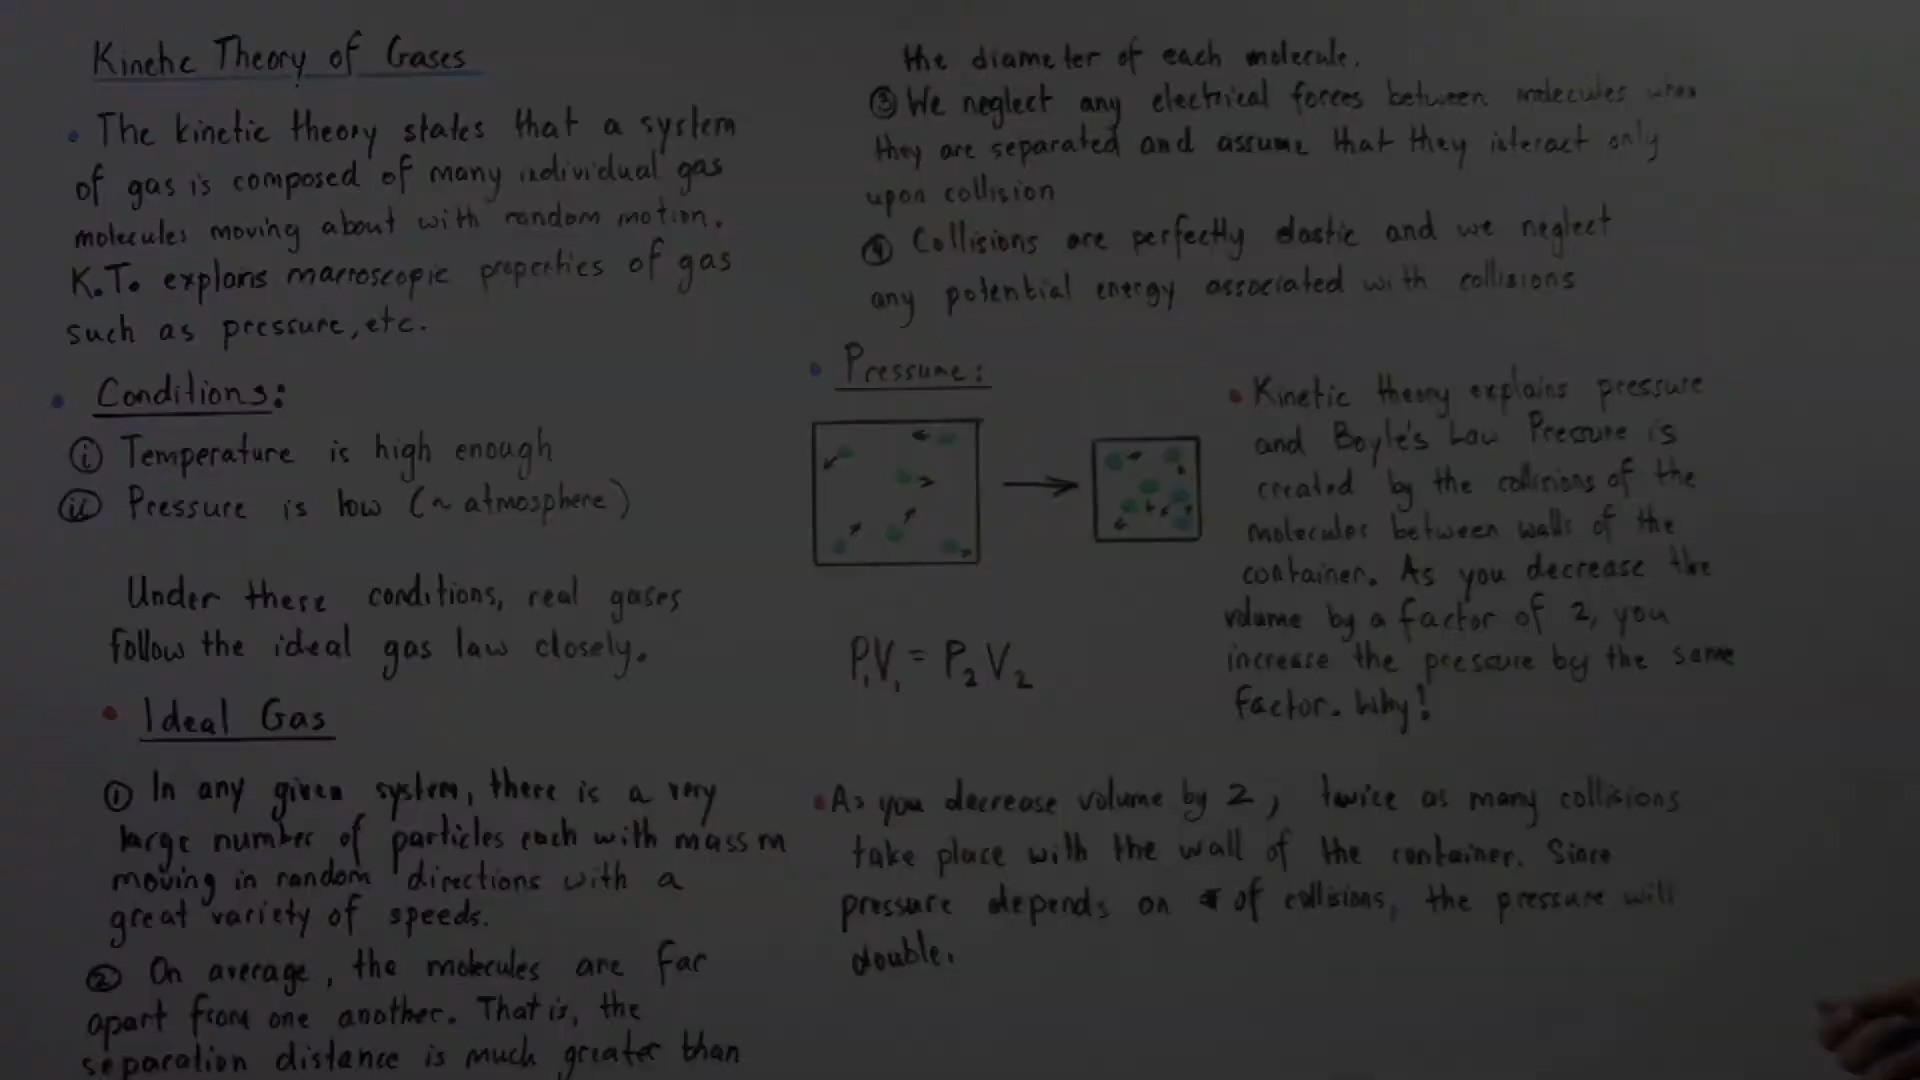 Kinetic Theory of Gases
• The kinetic theory states that a system
of gas is composed of many individual gas
molecules moving about with random motion.
K.T. explains macroscopic properties of gas
such as pressure, etc.
• Conditions:
i Temperature is high enough
ii Pressure is low (~ atmosphere)
Under these conditions, real gases
follow the ideal gas law closely.
• Ideal Gas
① In any given system, there is a very
large number of particles each with mass m
moving in random directions with a
great variety of speeds.
② On average, the molecules are far
apart from one another. That is, the
separation distance is much greater than
the diameter of each molecule.
③ We neglect any electrical forces between molecules when
they are separated and assume that they interact only
upon collision
④ Collisions are perfectly elastic and we neglect
any potential energy associated with collisions
• Pressure:
P₁V₁ = P₂V₂
• Kinetic theory explains pressure
and Boyle's Law Pressure is
created by the collisions of the
molecules between walls of the
container. As you decrease the
volume by a factor of 2, you
increase the pressure by the same
factor. Why!
• As you decrease volume by 2, twice as many collisions
take place with the wall of the container. Since
pressure depends on # of collisions, the pressure will
double.